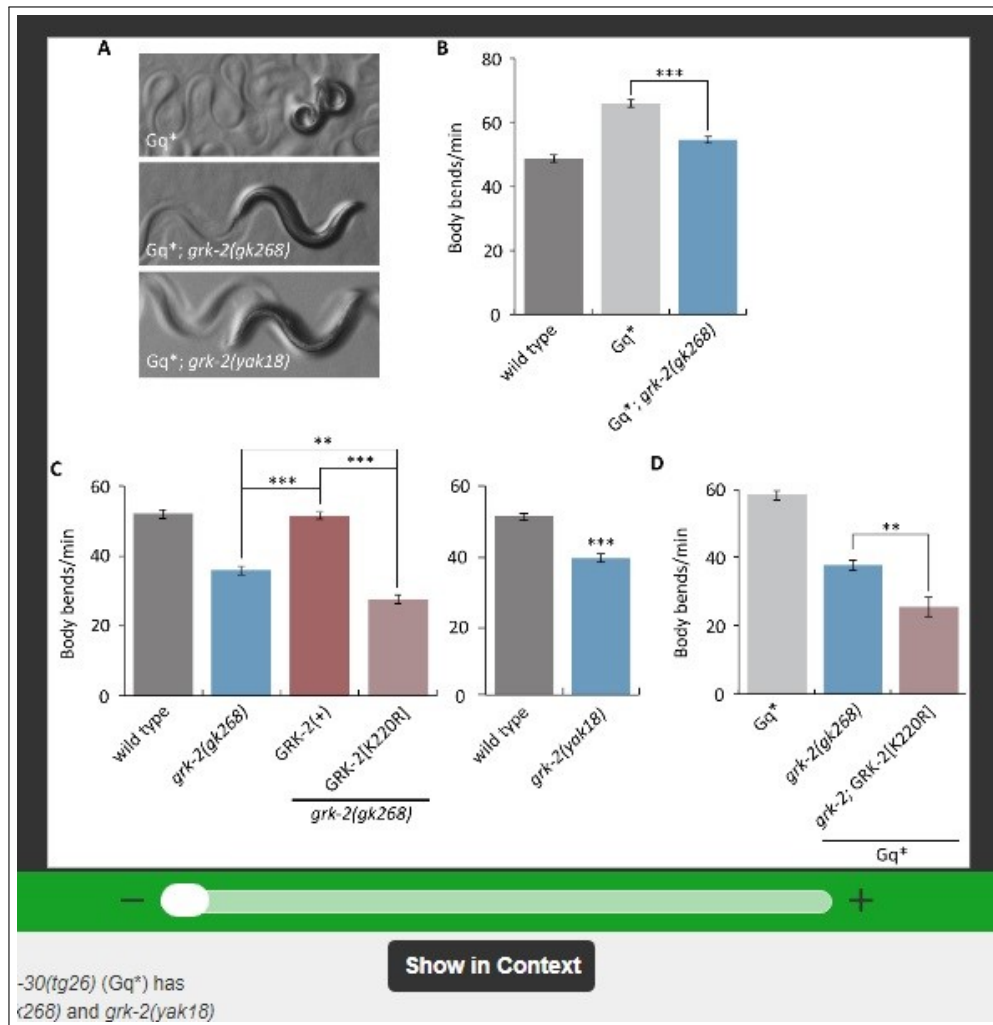 A
Gq*
Gq*; grk-2(gk268)
Gq*; grk-2(yak18)
B
Body bends/min
80
60
40
20
0
***
wild type
Gq*
Gq*; grk-2(gk268)
C
Body bends/min
60
40
20
0
**
***
***
wild type
grk-2(gk268)
GRK-2(+)
GRK-2[K220R]
grk-2(gk268)
60
40
20
0
***
wild type
grk-2(yak18)
D
Body bends/min
60
40
20
0
**
Gq*
grk-2(gk268)
grk-2; GRK-2[K220R]
Gq*
− +
Show in Context
-30(tg26) (Gq*) has
k268) and grk-2(yak18)